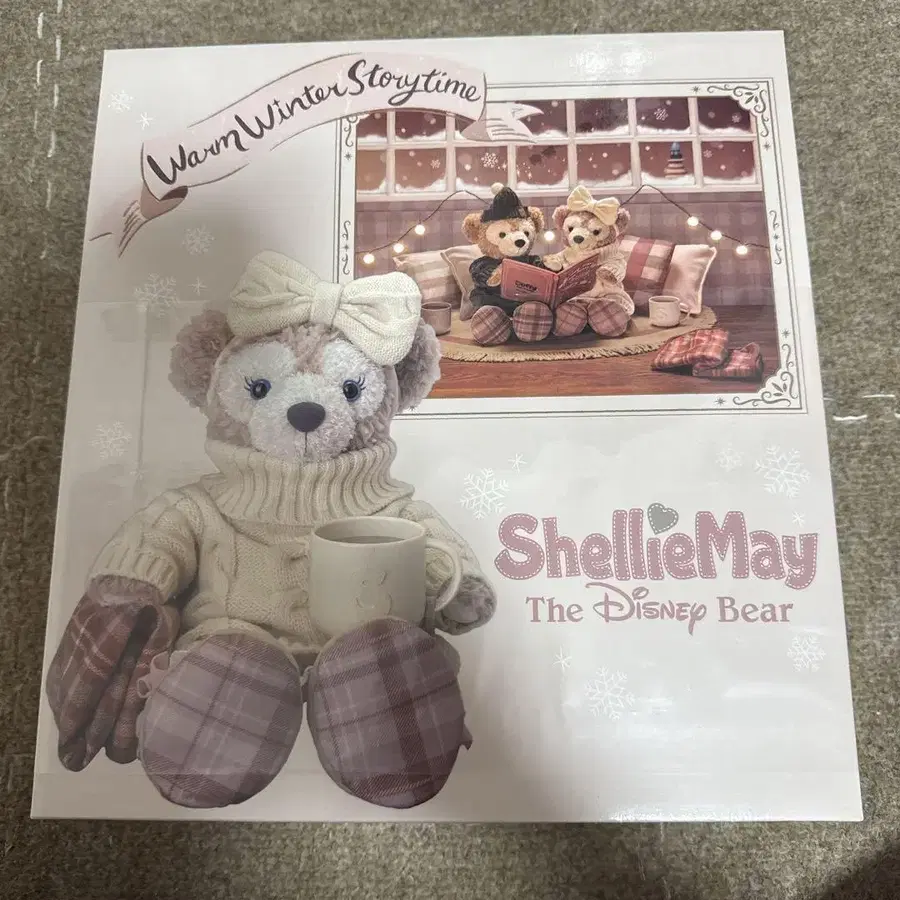 Warm Winter Storytime
ShellieMay
The Disney Bear